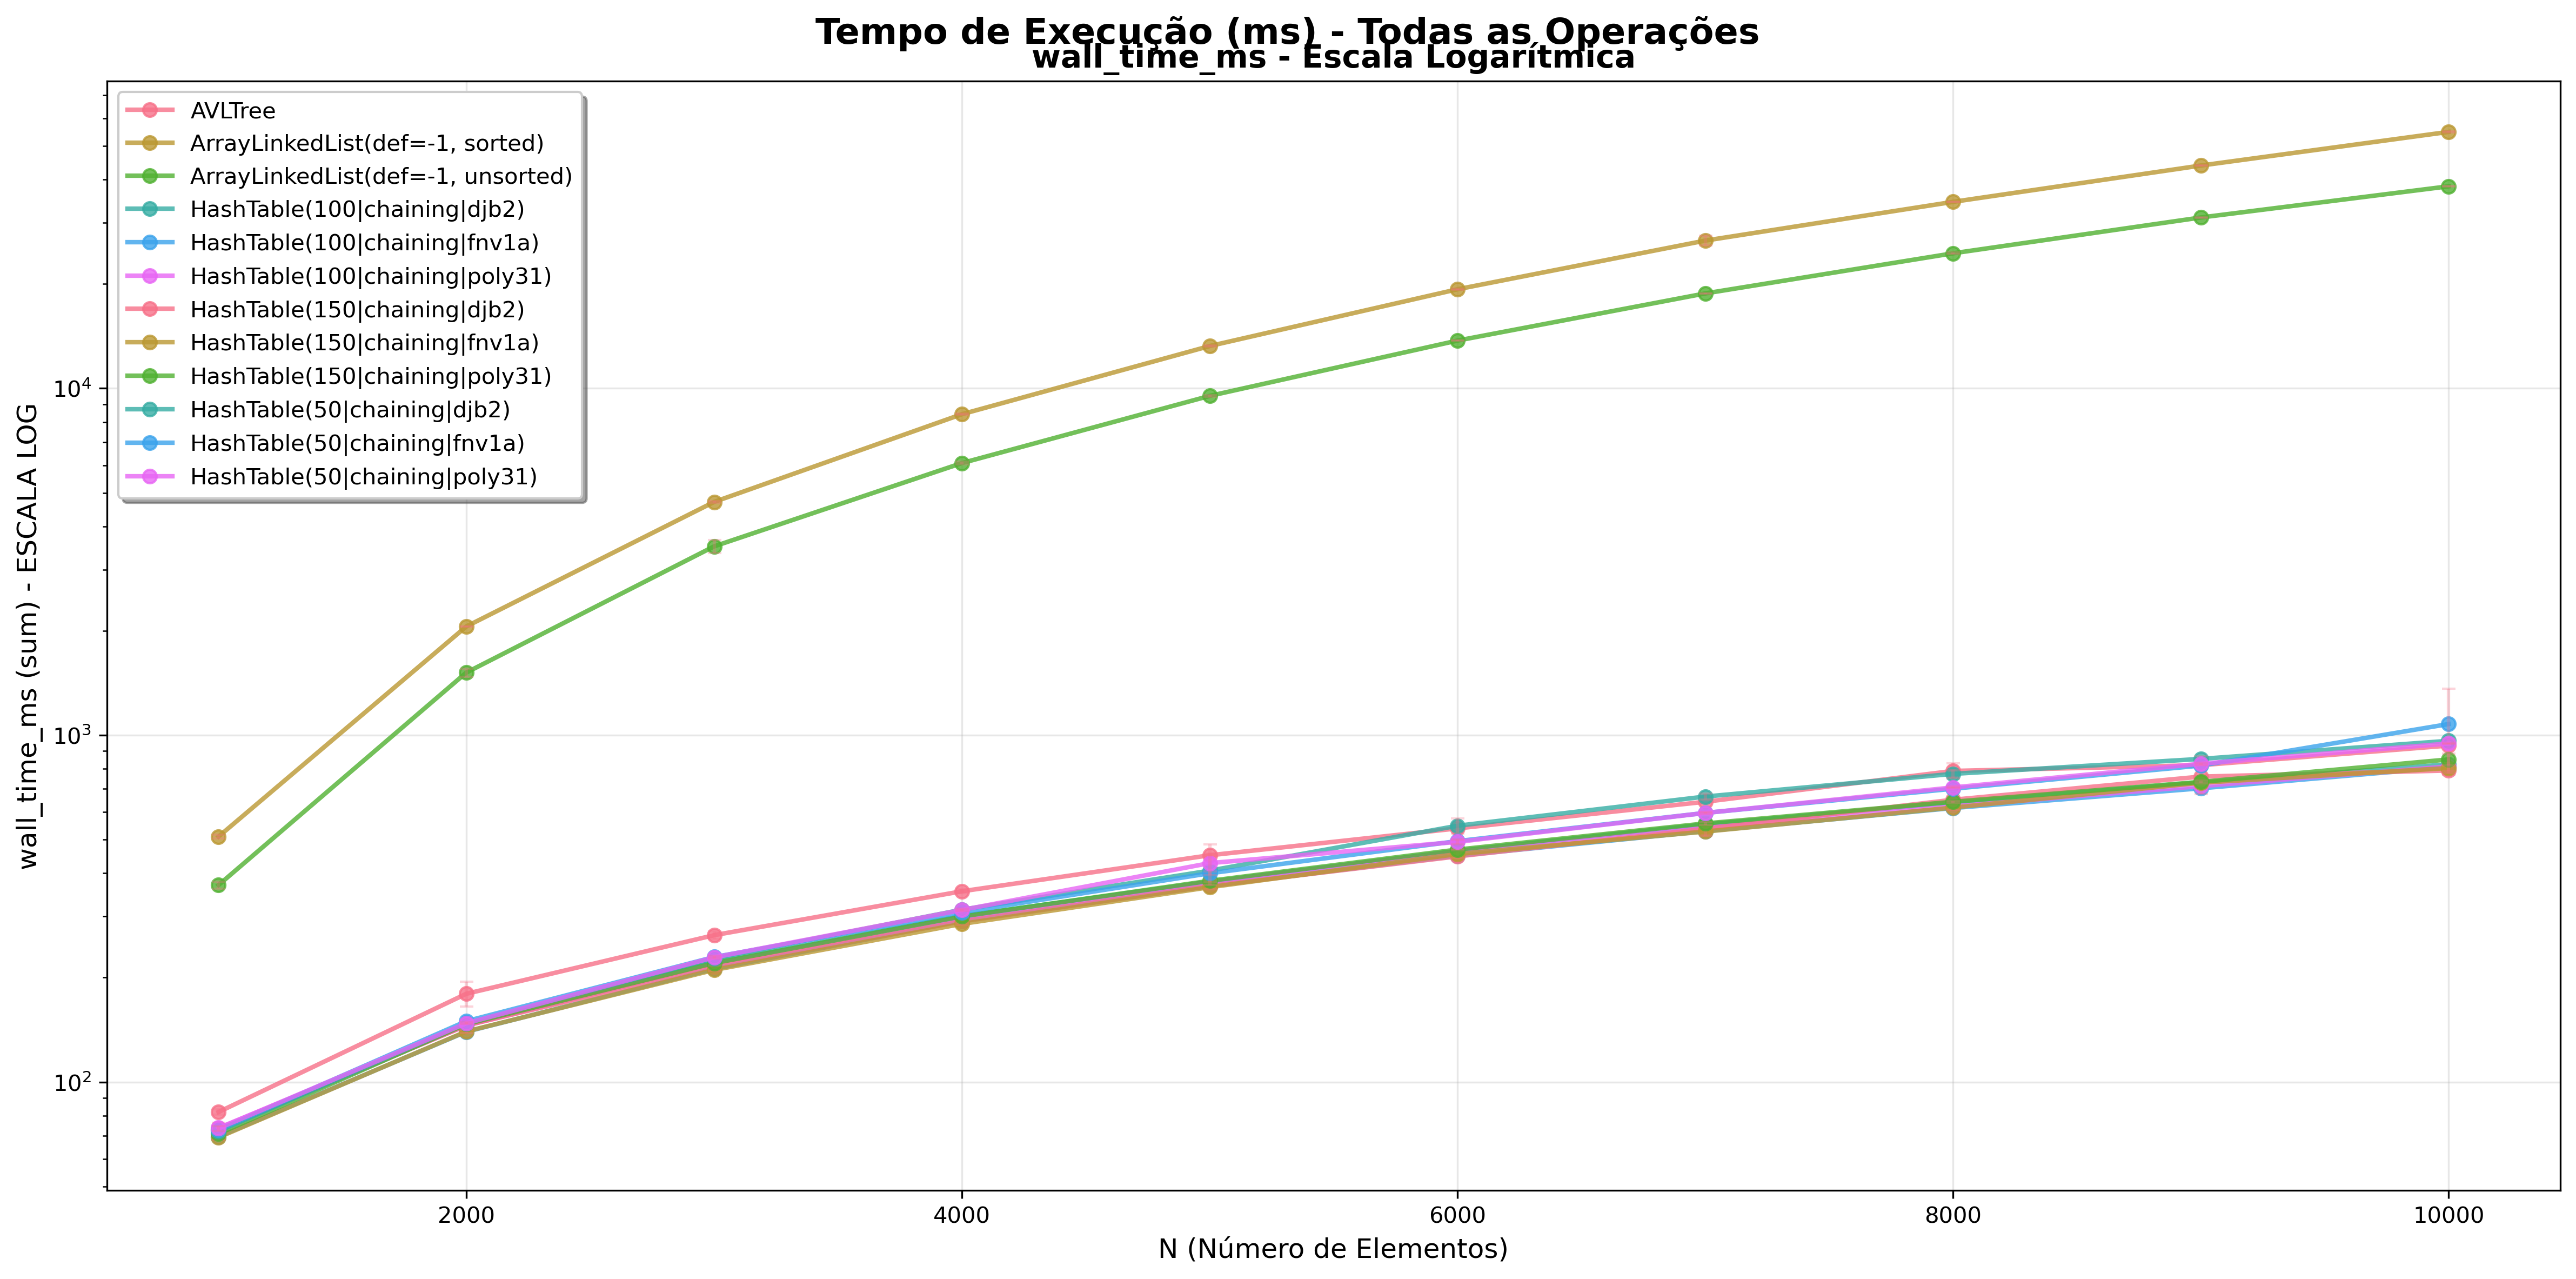 Tempo de Execução (ms) - Todas as Operações
wall_time_ms - Escala Logarítmica
AVLTree
ArrayLinkedList(def=-1, sorted)
ArrayLinkedList(def=-1, unsorted)
HashTable(100|chaining|djb2)
HashTable(100|chaining|fnv1a)
HashTable(100|chaining|poly31)
HashTable(150|chaining|djb2)
HashTable(150|chaining|fnv1a)
HashTable(150|chaining|poly31)
HashTable(50|chaining|djb2)
HashTable(50|chaining|fnv1a)
HashTable(50|chaining|poly31)
wall_time_ms (sum) - ESCALA LOG
10⁴
10³
10²
2000
4000
6000
8000
10000
N (Número de Elementos)